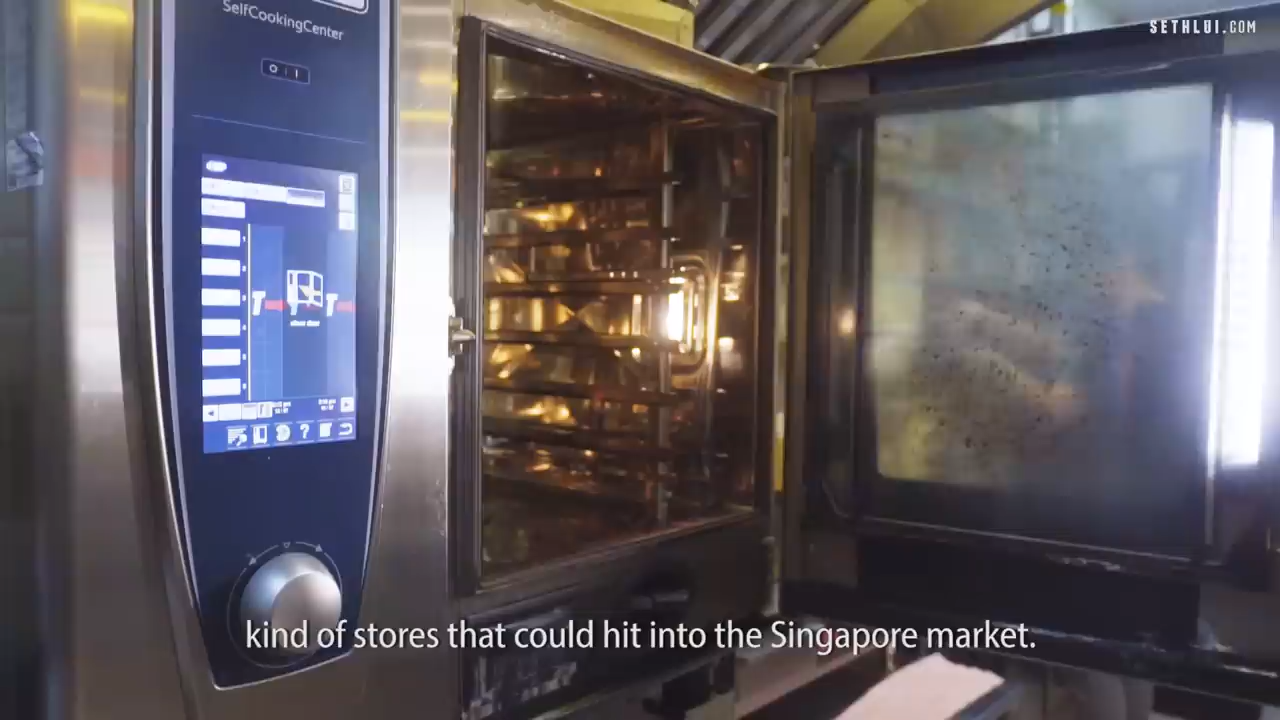 SelfCookingCenter
SETHLUI.COM
kind of stores that could hit into the Singapore market.